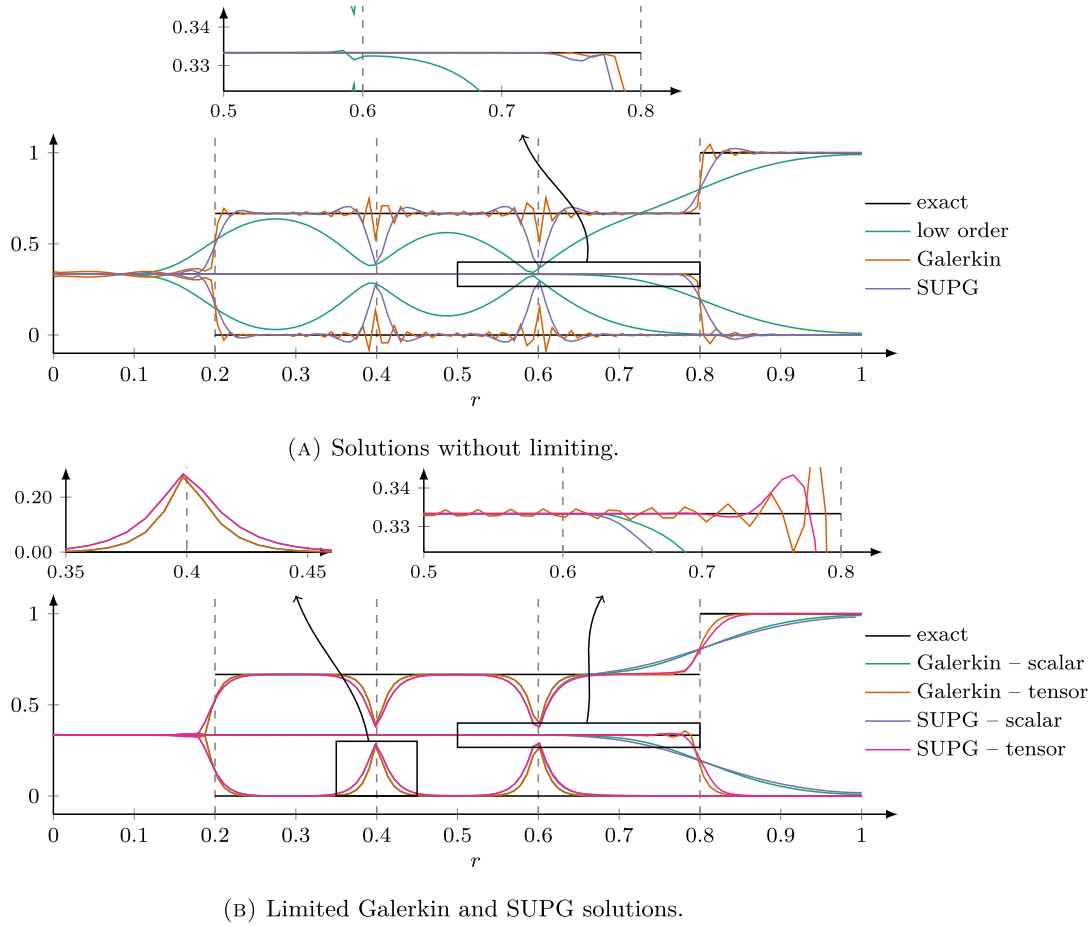 0.34
0.33
0.5 0.6 0.7 0.8
1
0.5
0
0 0.1 0.2 0.3 0.4 0.5 0.6 0.7 0.8 0.9 1
r
exact
low order
Galerkin
SUPG
(A) Solutions without limiting.
0.20
0.00
0.35 0.4 0.45
0.34
0.33
0.5 0.6 0.7 0.8
1
0.5
0
0 0.1 0.2 0.3 0.4 0.5 0.6 0.7 0.8 0.9 1
r
exact
Galerkin – scalar
Galerkin – tensor
SUPG – scalar
SUPG – tensor
(B) Limited Galerkin and SUPG solutions.